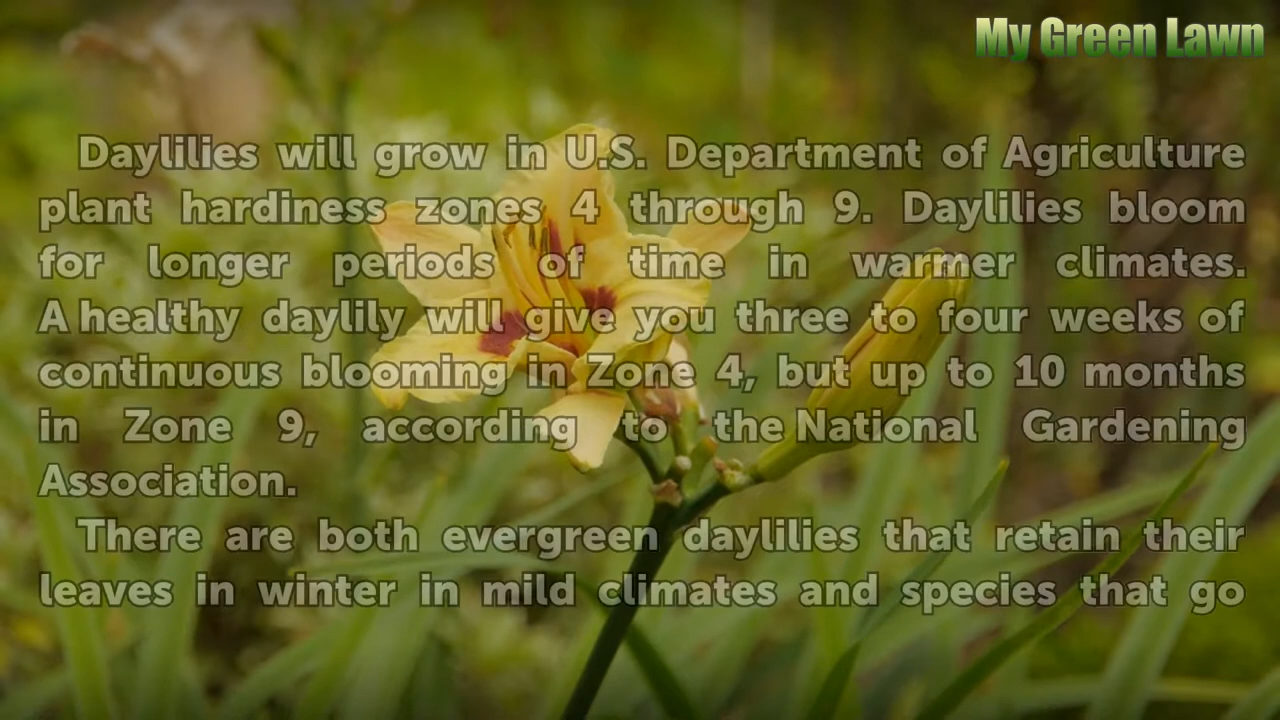 My Green Lawn
Daylilies will grow in U.S. Department of Agriculture
plant hardiness zones 4 through 9. Daylilies bloom
for longer periods of time in warmer climates.
A healthy daylily will give you three to four weeks of
continuous blooming in Zone 4, but up to 10 months
in Zone 9, according to the National Gardening
Association.
There are both evergreen daylilies that retain their
leaves in winter in mild climates and species that go